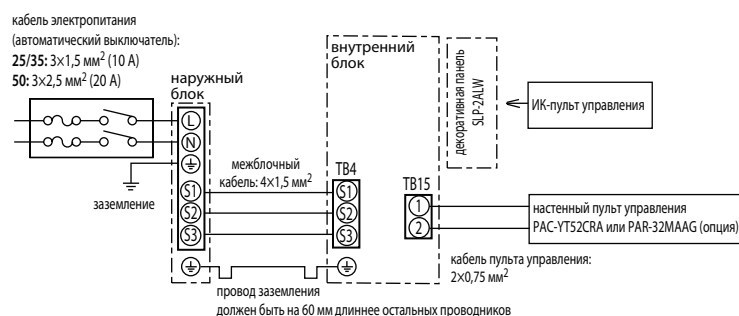 кабель электропитания
(автоматический выключатель):
25/35: 3×1,5 мм² (10 А)
50: 3×2,5 мм² (20 А)
наружный
блок
L
N
S1
S2
S3
заземление
межблочный
кабель: 4×1,5 мм²
внутренний
блок
TB4
S1
S2
S3
TB15
1
2
декоративная панель
SLP-2ALW
ИК-пульт управления
настенный пульт управления
PAC-YT52CRA или PAR-32MAAG (опция)
кабель пульта управления:
2×0,75 мм²
провод заземления
должен быть на 60 мм длиннее остальных проводников